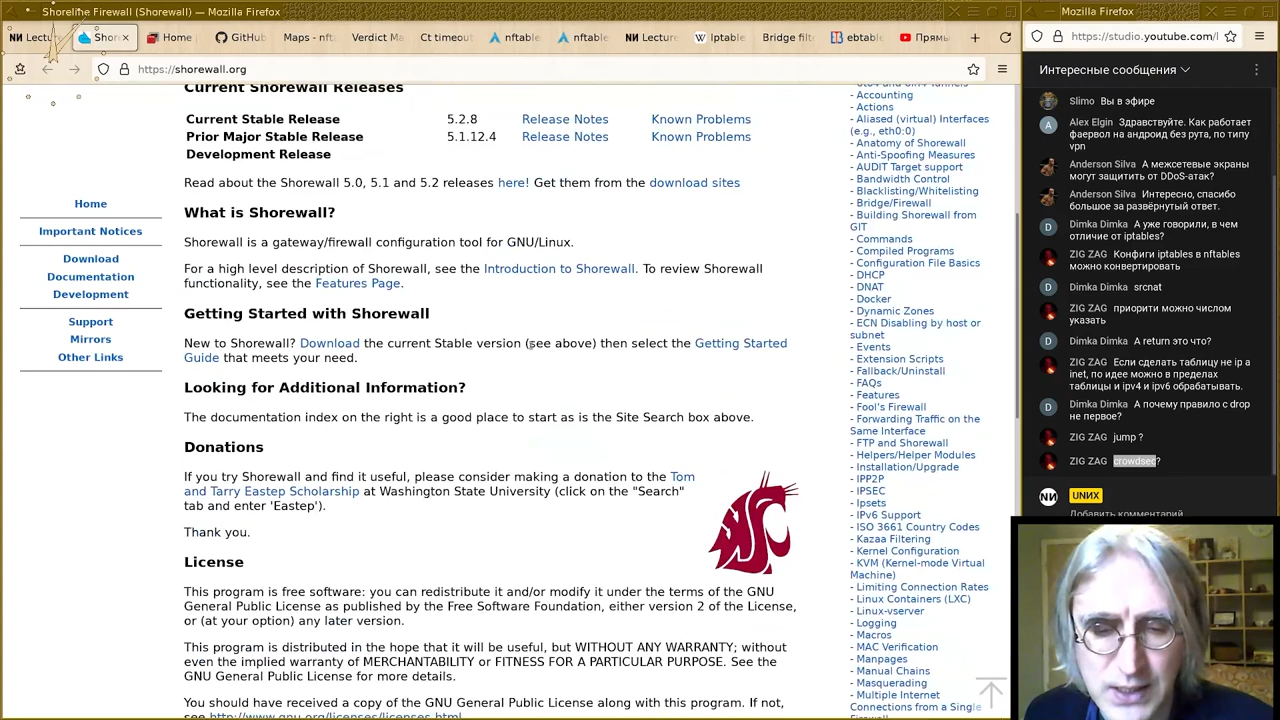 Shoreline Firewall (Shorewall) — Mozilla Firefox
Lectur
Shor
Home
GitHub
Maps - nft
Verdict Ma
Ct timeout
nftable
nftable
Lecture
Iptable
Bridge filt
ebtable
Прямы
https://shorewall.org
Current Shorewall Releases
Current Stable Release 5.2.8 Release Notes Known Problems
Prior Major Stable Release 5.1.12.4 Release Notes Known Problems
Development Release
Read about the Shorewall 5.0, 5.1 and 5.2 releases here! Get them from the download sites
Home
Important Notices
Download
Documentation
Development
Support
Mirrors
Other Links
What is Shorewall?
Shorewall is a gateway/firewall configuration tool for GNU/Linux.
For a high level description of Shorewall, see the Introduction to Shorewall. To review Shorewall
functionality, see the Features Page.
Getting Started with Shorewall
New to Shorewall? Download the current Stable version (see above) then select the Getting Started
Guide that meets your need.
Looking for Additional Information?
The documentation index on the right is a good place to start as is the Site Search box above.
Donations
If you try Shorewall and find it useful, please consider making a donation to the Tom
and Tarry Eastep Scholarship at Washington State University (click on the "Search"
tab and enter 'Eastep').
Thank you.
License
This program is free software: you can redistribute it and/or modify it under the terms of the GNU
General Public License as published by the Free Software Foundation, either version 2 of the License,
or (at your option) any later version.
This program is distributed in the hope that it will be useful, but WITHOUT ANY WARRANTY; without
even the implied warranty of MERCHANTABILITY or FITNESS FOR A PARTICULAR PURPOSE. See the
GNU General Public License for more details.
You should have received a copy of the GNU General Public License along with this program. If not,
see http://www.gnu.org/licenses/licenses.html
- 6to4 and 6in4 Tunnels
- Accounting
- Actions
- Aliased (virtual) Interfaces
(e.g., eth0:0)
- Anatomy of Shorewall
- Anti-Spoofing Measures
- AUDIT Target support
- Bandwidth Control
- Blacklisting/Whitelisting
- Bridge/Firewall
- Building Shorewall from
GIT
- Commands
- Compiled Programs
- Configuration File Basics
- DHCP
- DNAT
- Docker
- Dynamic Zones
- ECN Disabling by host or
subnet
- Events
- Extension Scripts
- Fallback/Uninstall
- FAQs
- Features
- Fool's Firewall
- Forwarding Traffic on the
Same Interface
- FTP and Shorewall
- Helpers/Helper Modules
- Installation/Upgrade
- IPP2P
- IPSEC
- Ipsets
- IPv6 Support
- ISO 3661 Country Codes
- Kazaa Filtering
- Kernel Configuration
- KVM (Kernel-mode Virtual
Machine)
- Limiting Connection Rates
- Linux Containers (LXC)
- Linux-vserver
- Logging
- Macros
- MAC Verification
- Manpages
- Manual Chains
- Masquerading
- Multiple Internet
Connections from a Single
Firewall
Mozilla Firefox
https://studio.youtube.com/l
Интересные сообщения
Slimo Вы в эфире
Alex Elgin Здравствуйте. Как работает
фаервол на андроид без рута, по типу
vpn
Anderson Silva А межсетевые экраны
могут защитить от DDoS-атак?
Anderson Silva Интересно, спасибо
большое за развёрнутый ответ.
Dimka Dimka А уже говорили, в чем
отличие от iptables?
ZIG ZAG Конфиги iptables в nftables
можно конвертировать
Dimka Dimka srcnat
ZIG ZAG приорити можно числом
указать
Dimka Dimka А return это что?
ZIG ZAG Если сделать таблицу не ip а
inet, по идее можно в пределах
таблицы и ipv4 и ipv6 обрабатывать.
Dimka Dimka А почему правило с drop
не первое?
ZIG ZAG jump ?
ZIG ZAG crowdsec?
UNИX
Добавить комментарий